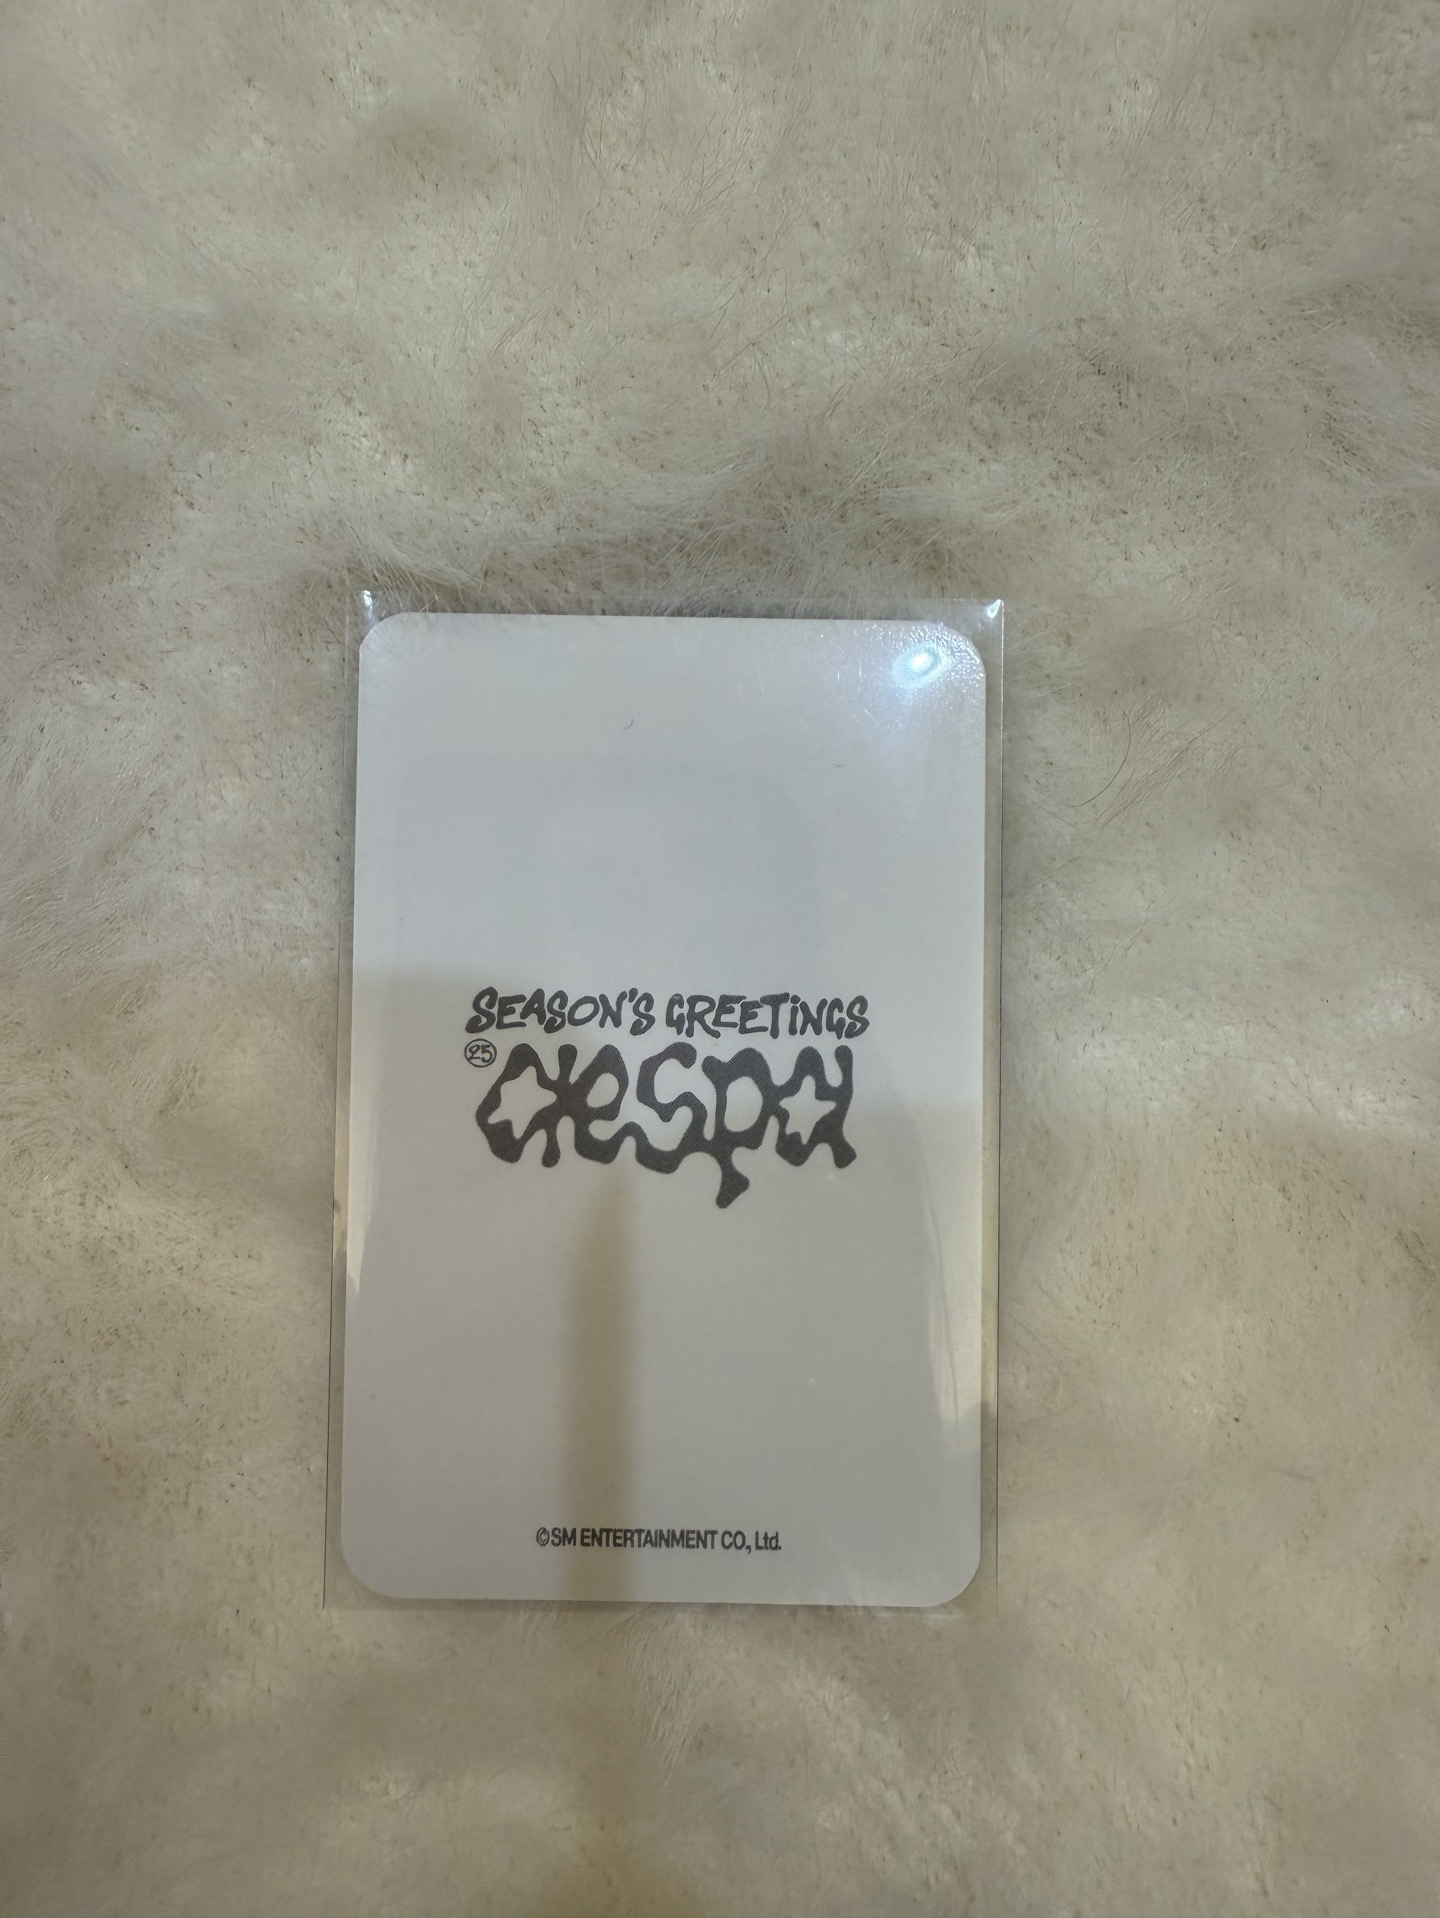 SEASON'S GREETiNGS
25 aespa
©SM ENTERTAINMENT CO., Ltd.